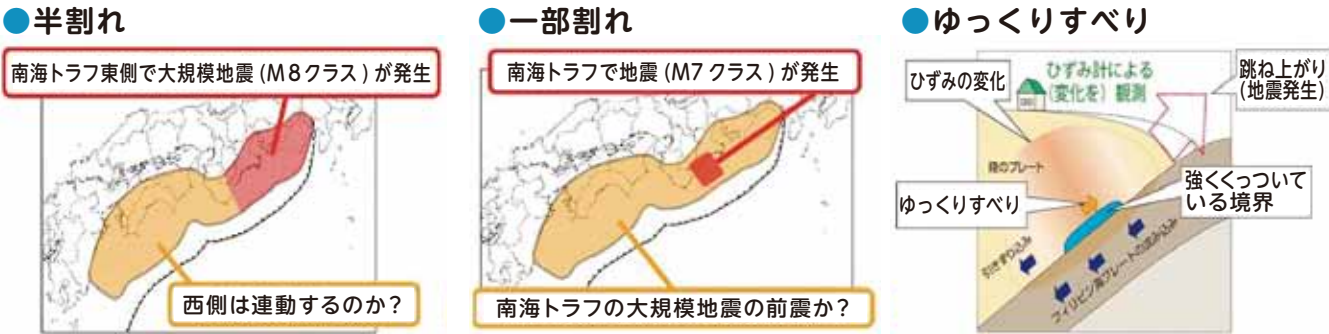 ●半割れ
南海トラフ東側で大規模地震(M8クラス)が発生
西側は連動するのか?
●一部割れ
南海トラフで地震(M7クラス)が発生
南海トラフの大規模地震の前震か?
●ゆっくりすべり
ひずみの変化
ひずみ計による
(変化を)観測
跳ね上がり
(地震発生)
陸のプレート
ゆっくりすべり
強くくっついて
いる境界
引きずり込み
フィリピン海プレートの沈み込み